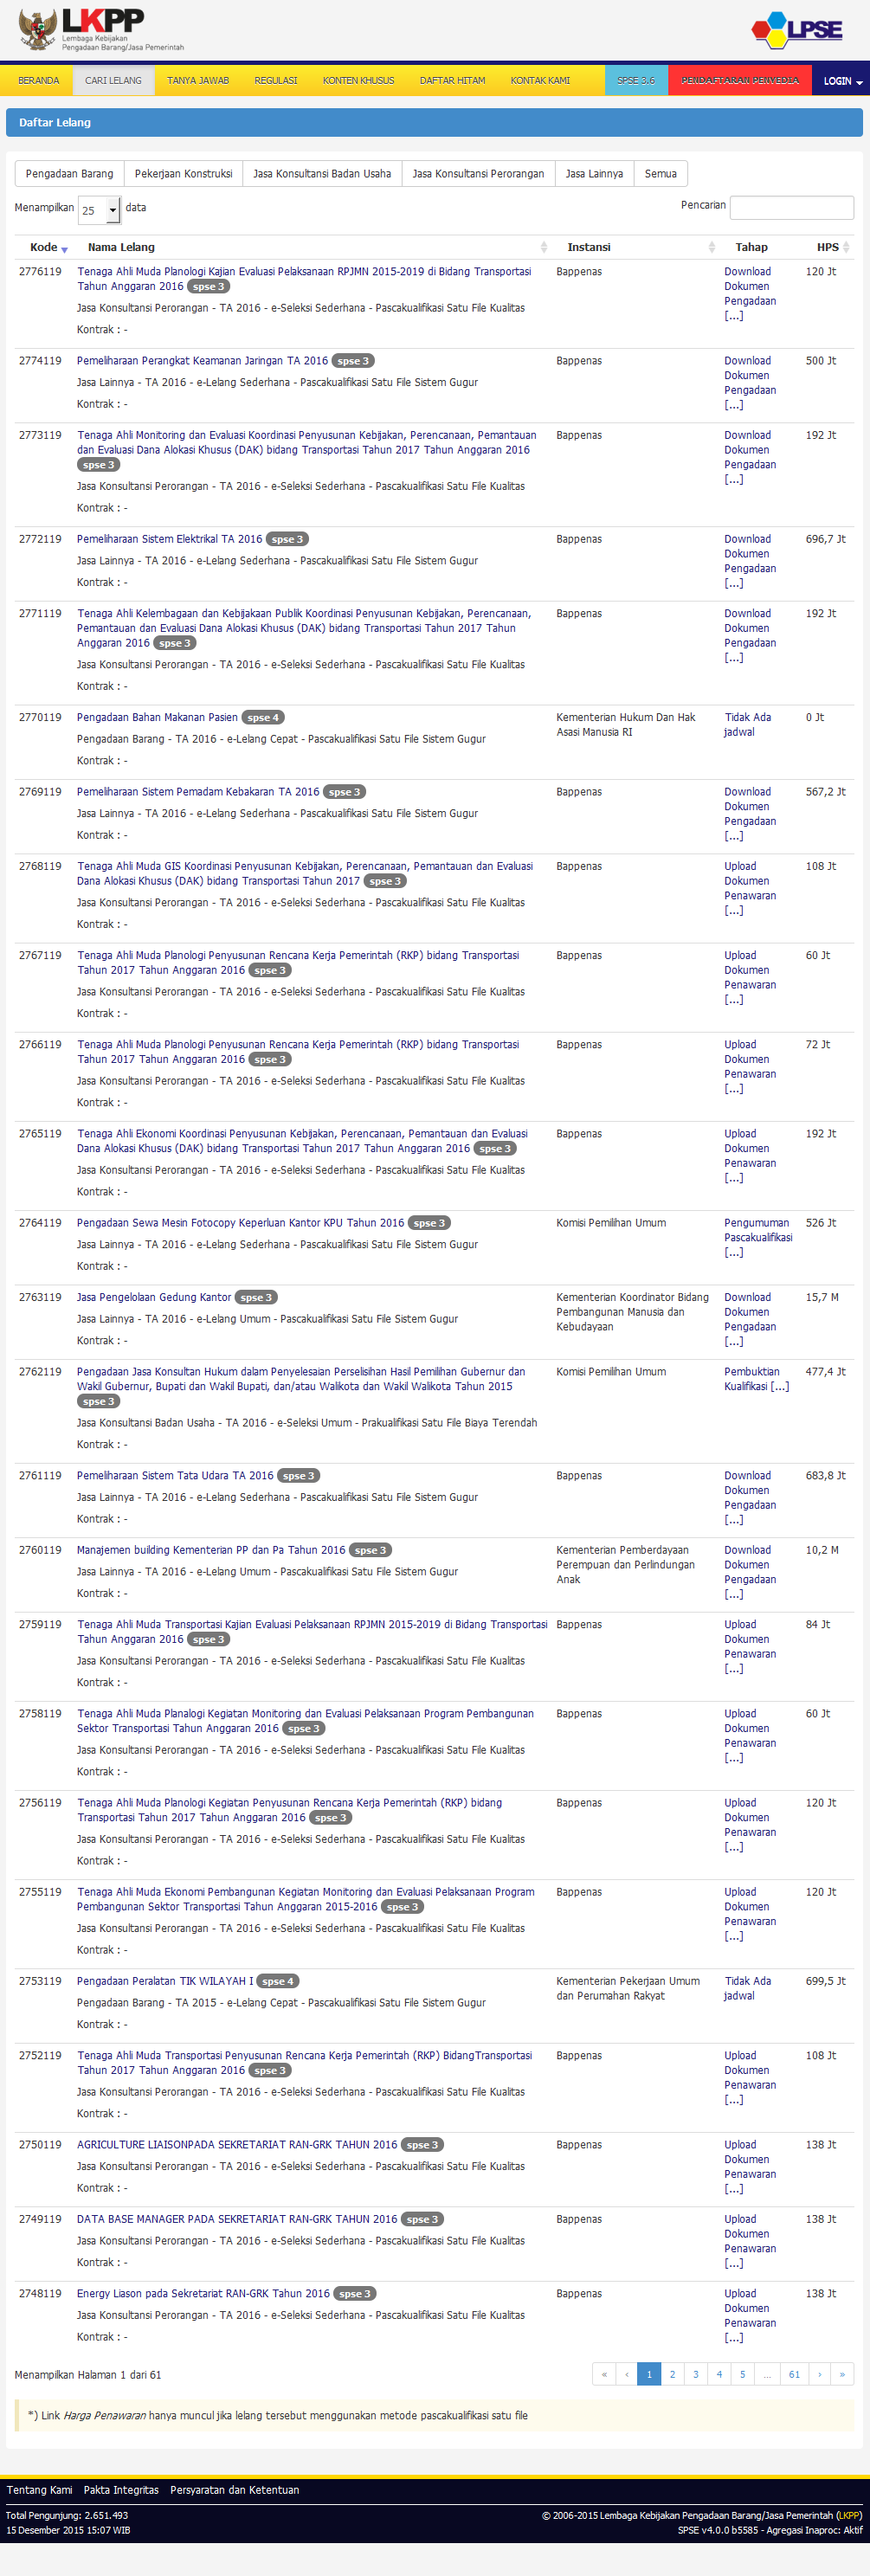 LKPP
Lembaga Kebijakan
Pengadaan Barang/Jasa Pemerintah
LPSE
BERANDA CARI LELANG TANYA JAWAB REGULASI KONTEN KHUSUS DAFTAR HITAM KONTAK KAMI SPSE 3.6 PENDAFTARAN PENYEDIA LOGIN
Daftar Lelang
Pengadaan Barang Pekerjaan Konstruksi Jasa Konsultansi Badan Usaha Jasa Konsultansi Perorangan Jasa Lainnya Semua
Menampilkan 25 data Pencarian
Kode Nama Lelang Instansi Tahap HPS
2776119 Tenaga Ahli Muda Planologi Kajian Evaluasi Pelaksanaan RPJMN 2015-2019 di Bidang Transportasi Bappenas Download 120 Jt
Tahun Anggaran 2016 spse 3 Dokumen
Pengadaan
Jasa Konsultansi Perorangan - TA 2016 - e-Seleksi Sederhana - Pascakualifikasi Satu File Kualitas [...]
Kontrak : -
2774119 Pemeliharaan Perangkat Keamanan Jaringan TA 2016 spse 3 Bappenas Download 500 Jt
Dokumen
Jasa Lainnya - TA 2016 - e-Lelang Sederhana - Pascakualifikasi Satu File Sistem Gugur Pengadaan
Kontrak : - [...]
2773119 Tenaga Ahli Monitoring dan Evaluasi Koordinasi Penyusunan Kebijakan, Perencanaan, Pemantauan Bappenas Download 192 Jt
dan Evaluasi Dana Alokasi Khusus (DAK) bidang Transportasi Tahun 2017 Tahun Anggaran 2016 Dokumen
spse 3 Pengadaan
Jasa Konsultansi Perorangan - TA 2016 - e-Seleksi Sederhana - Pascakualifikasi Satu File Kualitas [...]
Kontrak : -
2772119 Pemeliharaan Sistem Elektrikal TA 2016 spse 3 Bappenas Download 696,7 Jt
Dokumen
Jasa Lainnya - TA 2016 - e-Lelang Sederhana - Pascakualifikasi Satu File Sistem Gugur Pengadaan
Kontrak : - [...]
2771119 Tenaga Ahli Kelembagaan dan Kebijakaan Publik Koordinasi Penyusunan Kebijakan, Perencanaan, Bappenas Download 192 Jt
Pemantauan dan Evaluasi Dana Alokasi Khusus (DAK) bidang Transportasi Tahun 2017 Tahun Dokumen
Anggaran 2016 spse 3 Pengadaan
[...]
Jasa Konsultansi Perorangan - TA 2016 - e-Seleksi Sederhana - Pascakualifikasi Satu File Kualitas
Kontrak : -
2770119 Pengadaan Bahan Makanan Pasien spse 4 Kementerian Hukum Dan Hak Tidak Ada 0 Jt
Asasi Manusia RI jadwal
Pengadaan Barang - TA 2016 - e-Lelang Cepat - Pascakualifikasi Satu File Sistem Gugur
Kontrak : -
2769119 Pemeliharaan Sistem Pemadam Kebakaran TA 2016 spse 3 Bappenas Download 567,2 Jt
Dokumen
Jasa Lainnya - TA 2016 - e-Lelang Sederhana - Pascakualifikasi Satu File Sistem Gugur Pengadaan
Kontrak : - [...]
2768119 Tenaga Ahli Muda GIS Koordinasi Penyusunan Kebijakan, Perencanaan, Pemantauan dan Evaluasi Bappenas Upload 108 Jt
Dana Alokasi Khusus (DAK) bidang Transportasi Tahun 2017 spse 3 Dokumen
Penawaran
Jasa Konsultansi Perorangan - TA 2016 - e-Seleksi Sederhana - Pascakualifikasi Satu File Kualitas [...]
Kontrak : -
2767119 Tenaga Ahli Muda Planologi Penyusunan Rencana Kerja Pemerintah (RKP) bidang Transportasi Bappenas Upload 60 Jt
Tahun 2017 Tahun Anggaran 2016 spse 3 Dokumen
Penawaran
Jasa Konsultansi Perorangan - TA 2016 - e-Seleksi Sederhana - Pascakualifikasi Satu File Kualitas [...]
Kontrak : -
2766119 Tenaga Ahli Muda Planologi Penyusunan Rencana Kerja Pemerintah (RKP) bidang Transportasi Bappenas Upload 72 Jt
Tahun 2017 Tahun Anggaran 2016 spse 3 Dokumen
Penawaran
Jasa Konsultansi Perorangan - TA 2016 - e-Seleksi Sederhana - Pascakualifikasi Satu File Kualitas [...]
Kontrak : -
2765119 Tenaga Ahli Ekonomi Koordinasi Penyusunan Kebijakan, Perencanaan, Pemantauan dan Evaluasi Bappenas Upload 192 Jt
Dana Alokasi Khusus (DAK) bidang Transportasi Tahun 2017 Tahun Anggaran 2016 spse 3 Dokumen
Penawaran
Jasa Konsultansi Perorangan - TA 2016 - e-Seleksi Sederhana - Pascakualifikasi Satu File Kualitas [...]
Kontrak : -
2764119 Pengadaan Sewa Mesin Fotocopy Keperluan Kantor KPU Tahun 2016 spse 3 Komisi Pemilihan Umum Pengumuman 526 Jt
Pascakualifikasi
Jasa Lainnya - TA 2016 - e-Lelang Sederhana - Pascakualifikasi Satu File Sistem Gugur [...]
Kontrak : -
2763119 Jasa Pengelolaan Gedung Kantor spse 3 Kementerian Koordinator Bidang Download 15,7 M
Pembangunan Manusia dan Dokumen
Jasa Lainnya - TA 2016 - e-Lelang Umum - Pascakualifikasi Satu File Sistem Gugur Kebudayaan Pengadaan
Kontrak : - [...]
2762119 Pengadaan Jasa Konsultan Hukum dalam Penyelesaian Perselisihan Hasil Pemilihan Gubernur dan Komisi Pemilihan Umum Pembuktian 477,4 Jt
Wakil Gubernur, Bupati dan Wakil Bupati, dan/atau Walikota dan Wakil Walikota Tahun 2015 Kualifikasi [...]
spse 3
Jasa Konsultansi Badan Usaha - TA 2016 - e-Seleksi Umum - Prakualifikasi Satu File Biaya Terendah
Kontrak : -
2761119 Pemeliharaan Sistem Tata Udara TA 2016 spse 3 Bappenas Download 683,8 Jt
Dokumen
Jasa Lainnya - TA 2016 - e-Lelang Sederhana - Pascakualifikasi Satu File Sistem Gugur Pengadaan
Kontrak : - [...]
2760119 Manajemen building Kementerian PP dan Pa Tahun 2016 spse 3 Kementerian Pemberdayaan Download 10,2 M
Perempuan dan Perlindungan Dokumen
Jasa Lainnya - TA 2016 - e-Lelang Umum - Pascakualifikasi Satu File Sistem Gugur Anak Pengadaan
Kontrak : - [...]
2759119 Tenaga Ahli Muda Transportasi Kajian Evaluasi Pelaksanaan RPJMN 2015-2019 di Bidang Transportasi Bappenas Upload 84 Jt
Tahun Anggaran 2016 spse 3 Dokumen
Penawaran
Jasa Konsultansi Perorangan - TA 2016 - e-Seleksi Sederhana - Pascakualifikasi Satu File Kualitas [...]
Kontrak : -
2758119 Tenaga Ahli Muda Planalogi Kegiatan Monitoring dan Evaluasi Pelaksanaan Program Pembangunan Bappenas Upload 60 Jt
Sektor Transportasi Tahun Anggaran 2016 spse 3 Dokumen
Penawaran
Jasa Konsultansi Perorangan - TA 2016 - e-Seleksi Sederhana - Pascakualifikasi Satu File Kualitas [...]
Kontrak : -
2756119 Tenaga Ahli Muda Planologi Kegiatan Penyusunan Rencana Kerja Pemerintah (RKP) bidang Bappenas Upload 120 Jt
Transportasi Tahun 2017 Tahun Anggaran 2016 spse 3 Dokumen
Penawaran
Jasa Konsultansi Perorangan - TA 2016 - e-Seleksi Sederhana - Pascakualifikasi Satu File Kualitas [...]
Kontrak : -
2755119 Tenaga Ahli Muda Ekonomi Pembangunan Kegiatan Monitoring dan Evaluasi Pelaksanaan Program Bappenas Upload 120 Jt
Pembangunan Sektor Transportasi Tahun Anggaran 2015-2016 spse 3 Dokumen
Penawaran
Jasa Konsultansi Perorangan - TA 2016 - e-Seleksi Sederhana - Pascakualifikasi Satu File Kualitas [...]
Kontrak : -
2753119 Pengadaan Peralatan TIK WILAYAH I spse 4 Kementerian Pekerjaan Umum Tidak Ada 699,5 Jt
dan Perumahan Rakyat jadwal
Pengadaan Barang - TA 2015 - e-Lelang Cepat - Pascakualifikasi Satu File Sistem Gugur
Kontrak : -
2752119 Tenaga Ahli Muda Transportasi Penyusunan Rencana Kerja Pemerintah (RKP) BidangTransportasi Bappenas Upload 108 Jt
Tahun 2017 Tahun Anggaran 2016 spse 3 Dokumen
Penawaran
Jasa Konsultansi Perorangan - TA 2016 - e-Seleksi Sederhana - Pascakualifikasi Satu File Kualitas [...]
Kontrak : -
2750119 AGRICULTURE LIAISONPADA SEKRETARIAT RAN-GRK TAHUN 2016 spse 3 Bappenas Upload 138 Jt
Dokumen
Jasa Konsultansi Perorangan - TA 2016 - e-Seleksi Sederhana - Pascakualifikasi Satu File Kualitas Penawaran
Kontrak : - [...]
2749119 DATA BASE MANAGER PADA SEKRETARIAT RAN-GRK TAHUN 2016 spse 3 Bappenas Upload 138 Jt
Dokumen
Jasa Konsultansi Perorangan - TA 2016 - e-Seleksi Sederhana - Pascakualifikasi Satu File Kualitas Penawaran
Kontrak : - [...]
2748119 Energy Liason pada Sekretariat RAN-GRK Tahun 2016 spse 3 Bappenas Upload 138 Jt
Dokumen
Jasa Konsultansi Perorangan - TA 2016 - e-Seleksi Sederhana - Pascakualifikasi Satu File Kualitas Penawaran
Kontrak : - [...]
Menampilkan Halaman 1 dari 61 « ‹ 1 2 3 4 5 ... 61 › »
*) Link Harga Penawaran hanya muncul jika lelang tersebut menggunakan metode pascakualifikasi satu file
Tentang Kami Pakta Integritas Persyaratan dan Ketentuan
Total Pengunjung: 2.651.493 © 2006-2015 Lembaga Kebijakan Pengadaan Barang/Jasa Pemerintah (LKPP)
15 Desember 2015 15:07 WIB SPSE v4.0.0 b5585 - Agregasi Inaproc: Aktif